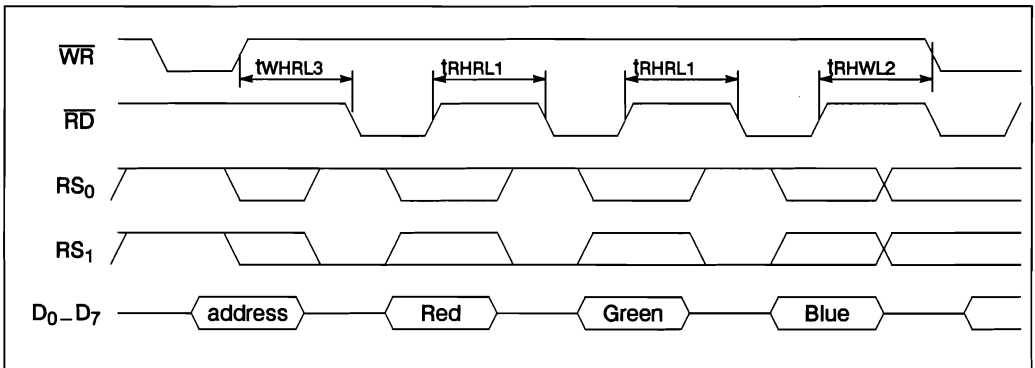 WR
tWHRL3 tRHRL1 tRHRL1 tRHWL2
RD
RS0
RS1
D0–D7 address Red Green Blue